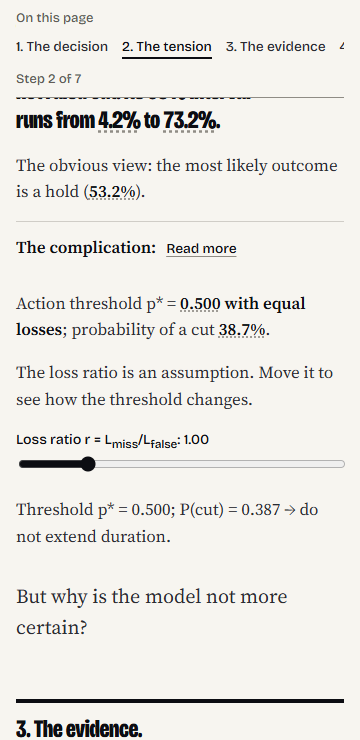 On this page
1. The decision 2. The tension 3. The evidence
Step 2 of 7
runs from 4.2% to 73.2%.
The obvious view: the most likely outcome
is a hold (53.2%).
The complication: Read more
Action threshold p* = 0.500 with equal
losses; probability of a cut 38.7%.
The loss ratio is an assumption. Move it to
see how the threshold changes.
Loss ratio r = Lmiss/Lfalse: 1.00
Threshold p* = 0.500; P(cut) = 0.387 → do
not extend duration.
But why is the model not more
certain?
3. The evidence.